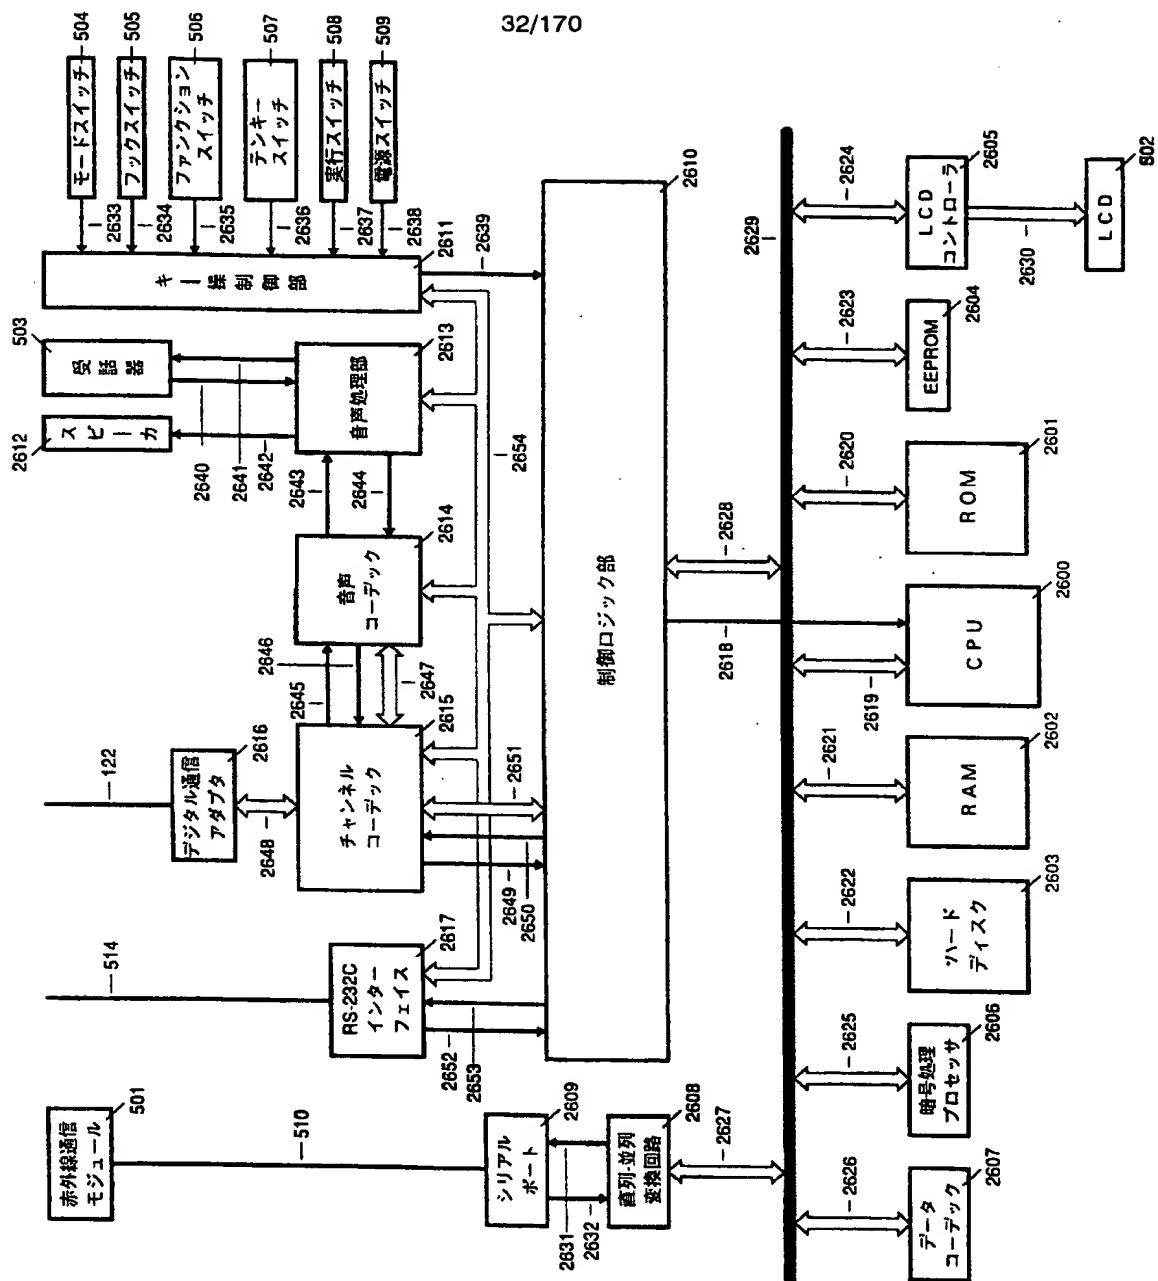 32/170
モードスイッチ
504
フックスイッチ
505
ファンクション
スイッチ
506
テンキー
スイッチ
507
実行スイッチ
508
電源スイッチ
509
2633
2634
2635
2636
2637
2638
キー操制御部
2611
2639
受話器
503
スピーカ
2612
2640
2641
2642
音声処理部
2613
2643
2644
音声
コーデック
2614
2645
2646
2647
チャンネル
コーデック
2615
デジタル通信
アダプタ
2616
122
2648
2649
2650
2651
2654
RS-232C
インター
フェイス
2617
514
2652
2653
制御ロジック部
2610
赤外線通信
モジュール
501
510
シリアル
ポート
2609
2631
2632
直列-並列
変換回路
2608
2627
2618
2628
2629
2624
LCD
コントローラ
2605
2630
LCD
502
2623
EEPROM
2604
2620
ROM
2601
2619
CPU
2600
2621
RAM
2602
2622
ハード
ディスク
2603
2625
暗号処理
プロセッサ
2606
2626
データ
コーデック
2607